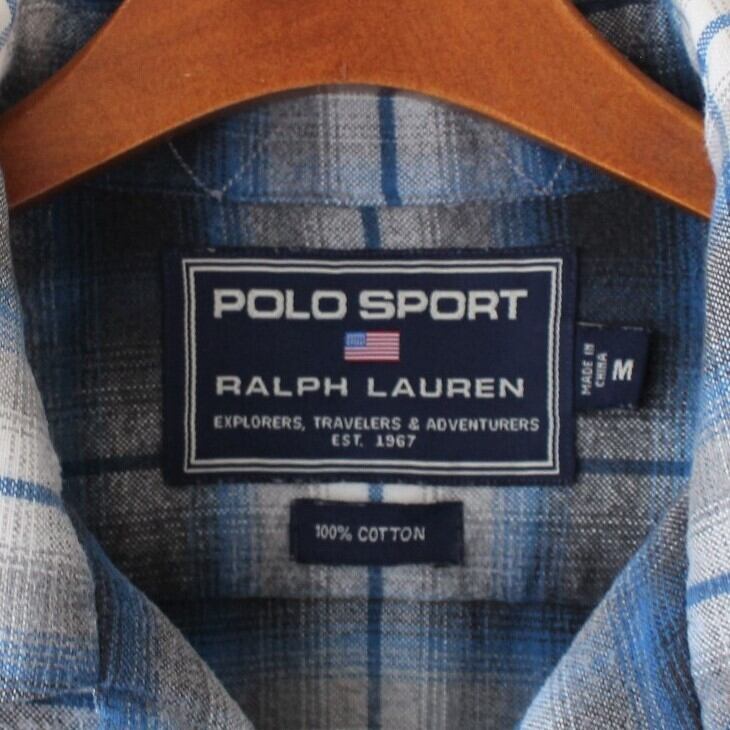 POLO SPORT
RALPH LAUREN
EXPLORERS, TRAVELERS & ADVENTURERS
EST. 1967
MADE IN
CHINA
M
100% COTTON